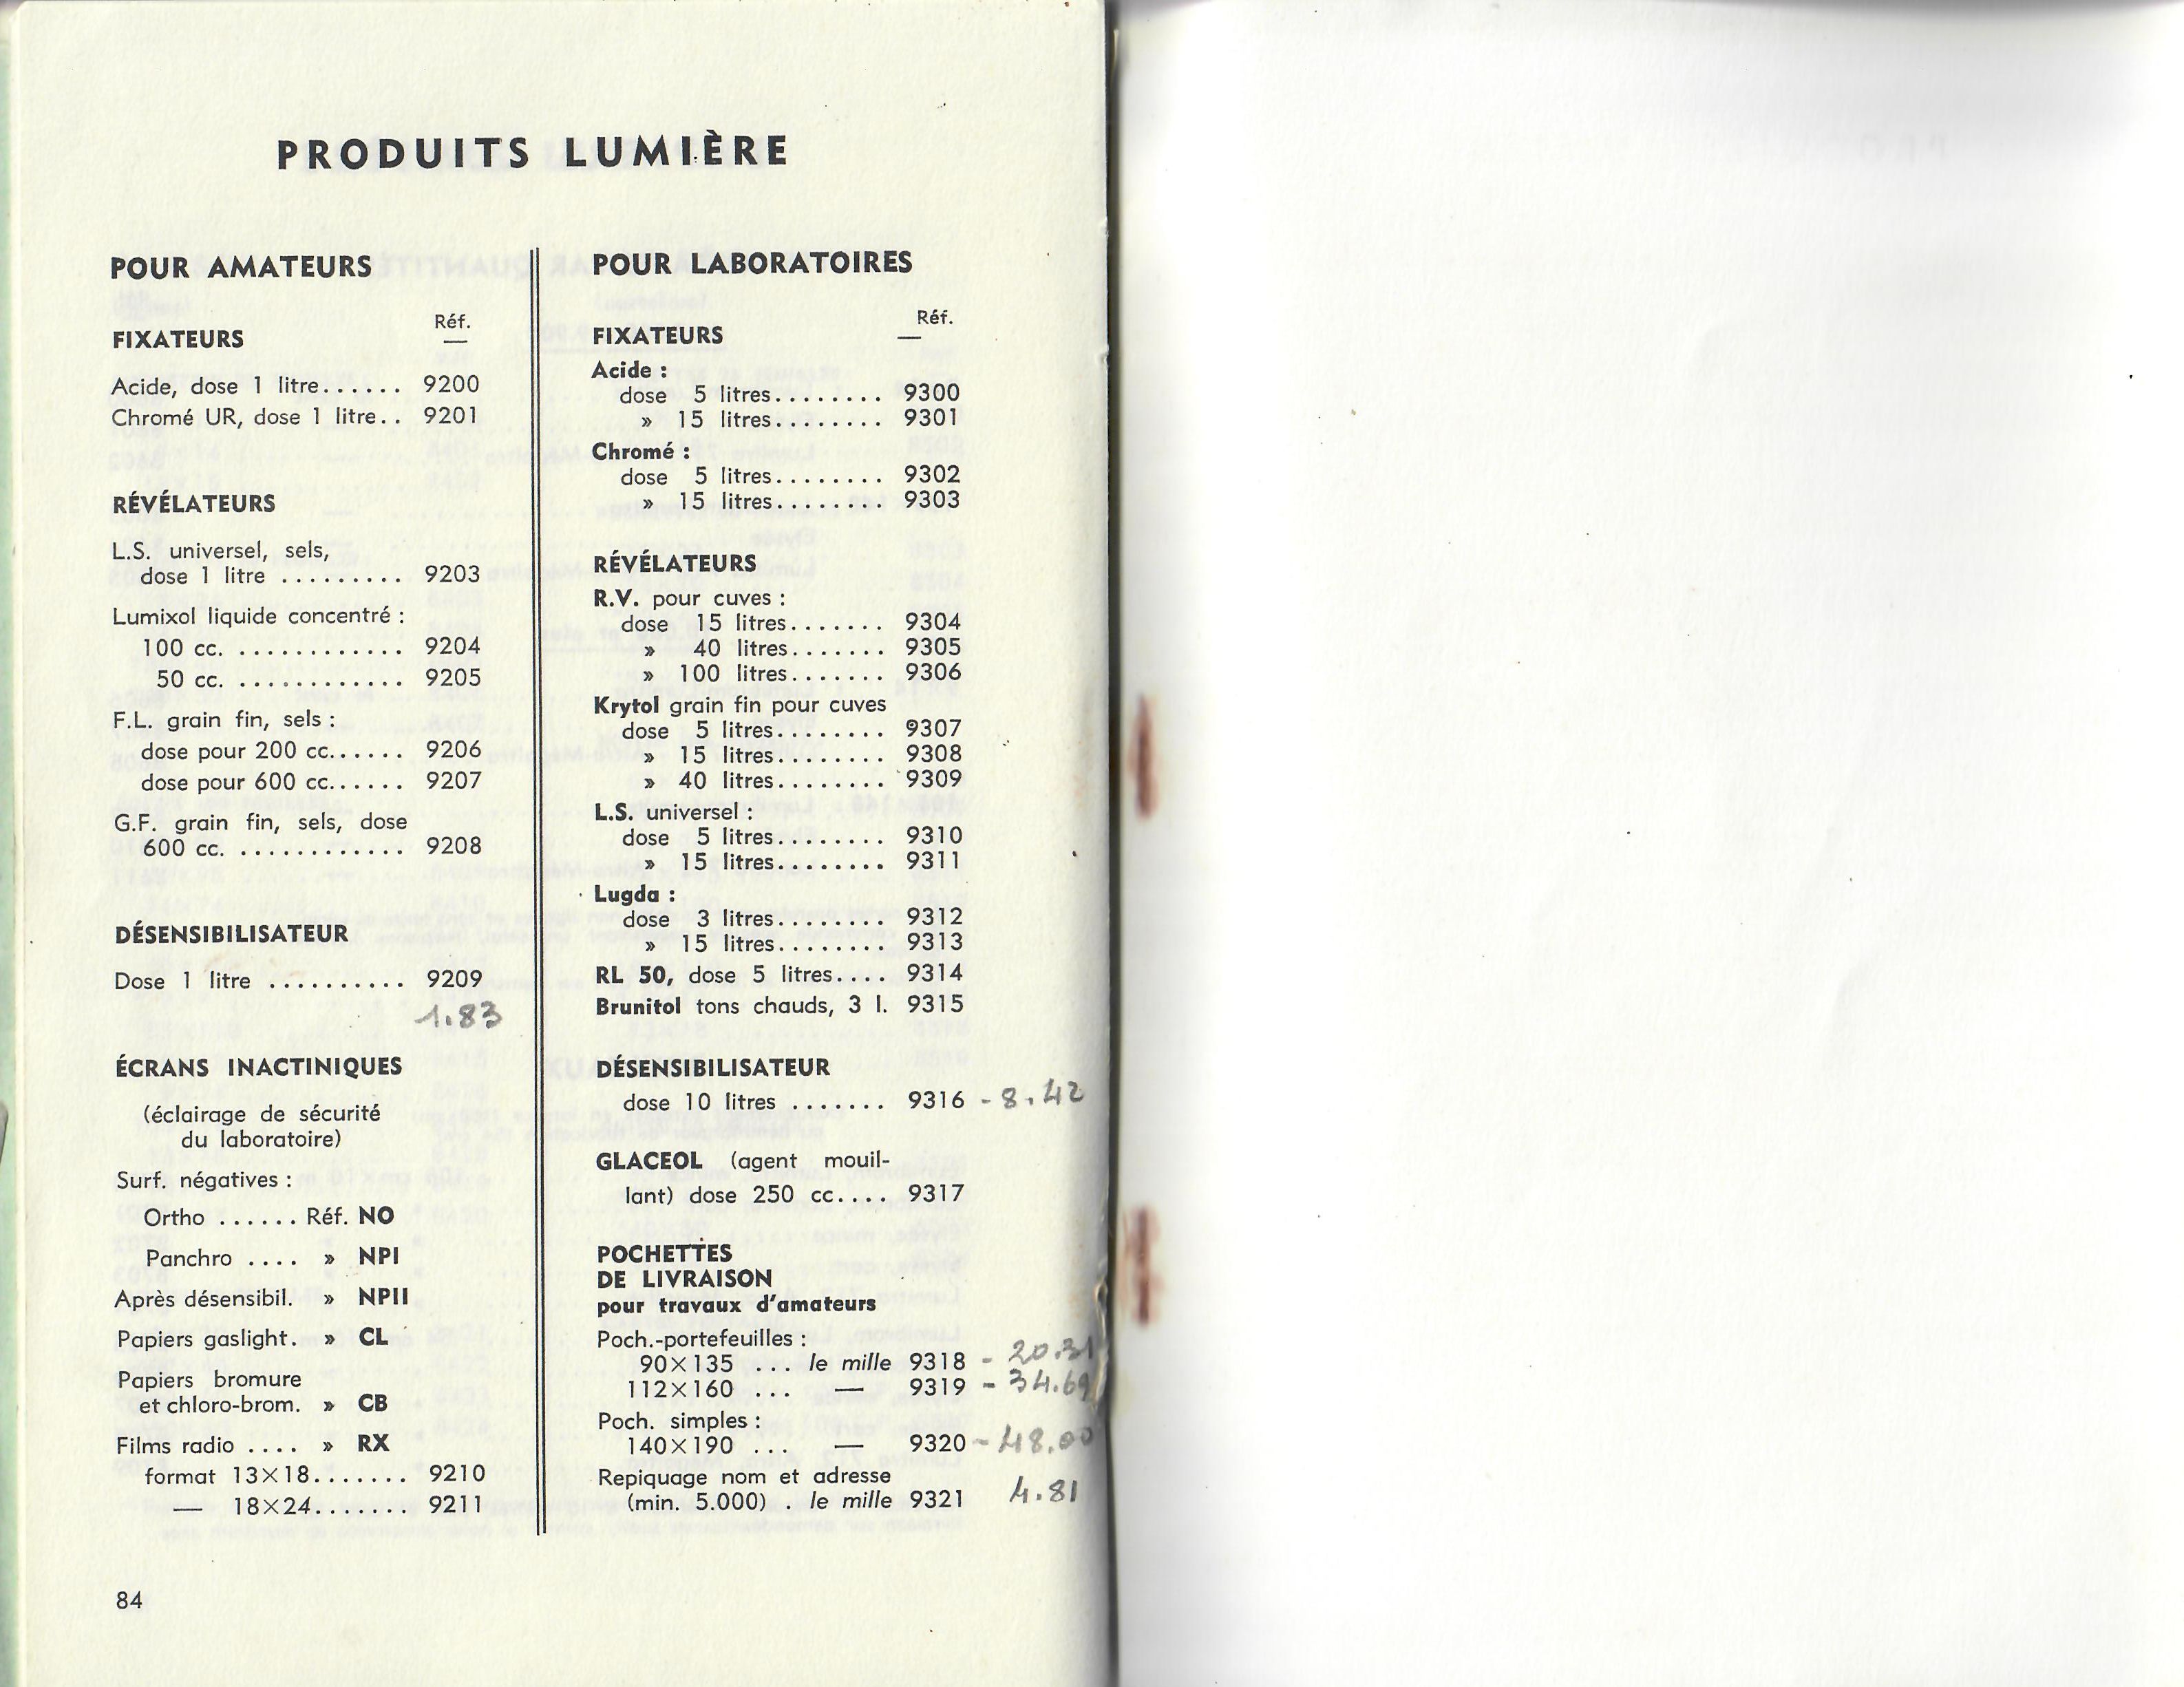 PRODUITS LUMIÈRE
POUR AMATEURS
Réf.
FIXATEURS —
Acide, dose 1 litre...... 9200
Chromé UR, dose 1 litre.. 9201
RÉVÉLATEURS
L.S. universel, sels,
dose 1 litre ......... 9203
Lumixol liquide concentré :
100 cc. ............ 9204
50 cc. ............ 9205
F.L. grain fin, sels :
dose pour 200 cc...... 9206
dose pour 600 cc...... 9207
G.F. grain fin, sels, dose
600 cc. ............ 9208
DÉSENSIBILISATEUR
Dose 1 litre .......... 9209
1.83
ÉCRANS INACTINIQUES
(éclairage de sécurité
du laboratoire)
Surf. négatives :
Ortho ...... Réf. NO
Panchro .... » NPI
Après désensibil. » NPII
Papiers gaslight. » CL
Papiers bromure
et chloro-brom. » CB
Films radio .... » RX
format 13×18....... 9210
— 18×24....... 9211
84
POUR LABORATOIRES
Réf.
FIXATEURS —
Acide :
dose 5 litres........ 9300
» 15 litres........ 9301
Chromé :
dose 5 litres........ 9302
» 15 litres........ 9303
RÉVÉLATEURS
R.V. pour cuves :
dose 15 litres....... 9304
» 40 litres....... 9305
» 100 litres....... 9306
Krytol grain fin pour cuves
dose 5 litres........ 9307
» 15 litres........ 9308
» 40 litres........ 9309
L.S. universel :
dose 5 litres........ 9310
» 15 litres........ 9311
Lugda :
dose 3 litres........ 9312
» 15 litres........ 9313
RL 50, dose 5 litres.... 9314
Brunitol tons chauds, 3 l. 9315
DÉSENSIBILISATEUR
dose 10 litres ....... 9316 - 8.42
GLACEOL (agent mouil-
lant) dose 250 cc.... 9317
POCHETTES
DE LIVRAISON
pour travaux d'amateurs
Poch.-portefeuilles :
90×135 ... le mille 9318 - 20.31
112×160 ... — 9319 - 34.69
Poch. simples :
140×190 ... — 9320 - 48.00
Repiquage nom et adresse
(min. 5.000) . le mille 9321 4.81